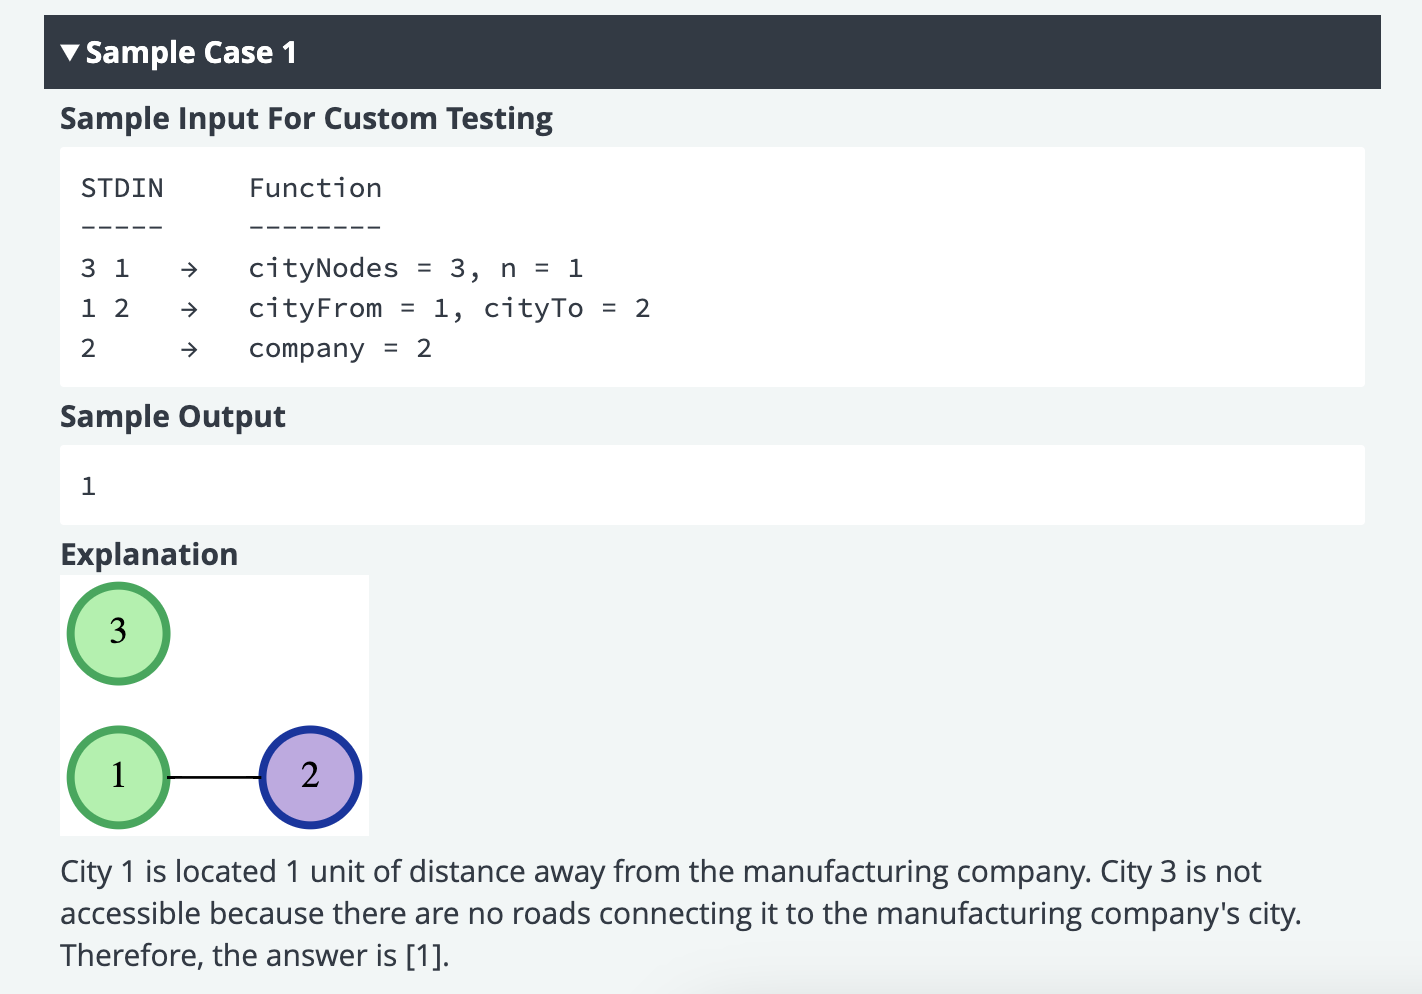 ▼ Sample Case 1
Sample Input For Custom Testing
STDIN     Function
-----     --------
3 1   →   cityNodes = 3, n = 1
1 2   →   cityFrom = 1, cityTo = 2
2     →   company = 2
Sample Output
1
Explanation
3
1 2
City 1 is located 1 unit of distance away from the manufacturing company. City 3 is not
accessible because there are no roads connecting it to the manufacturing company's city.
Therefore, the answer is [1].